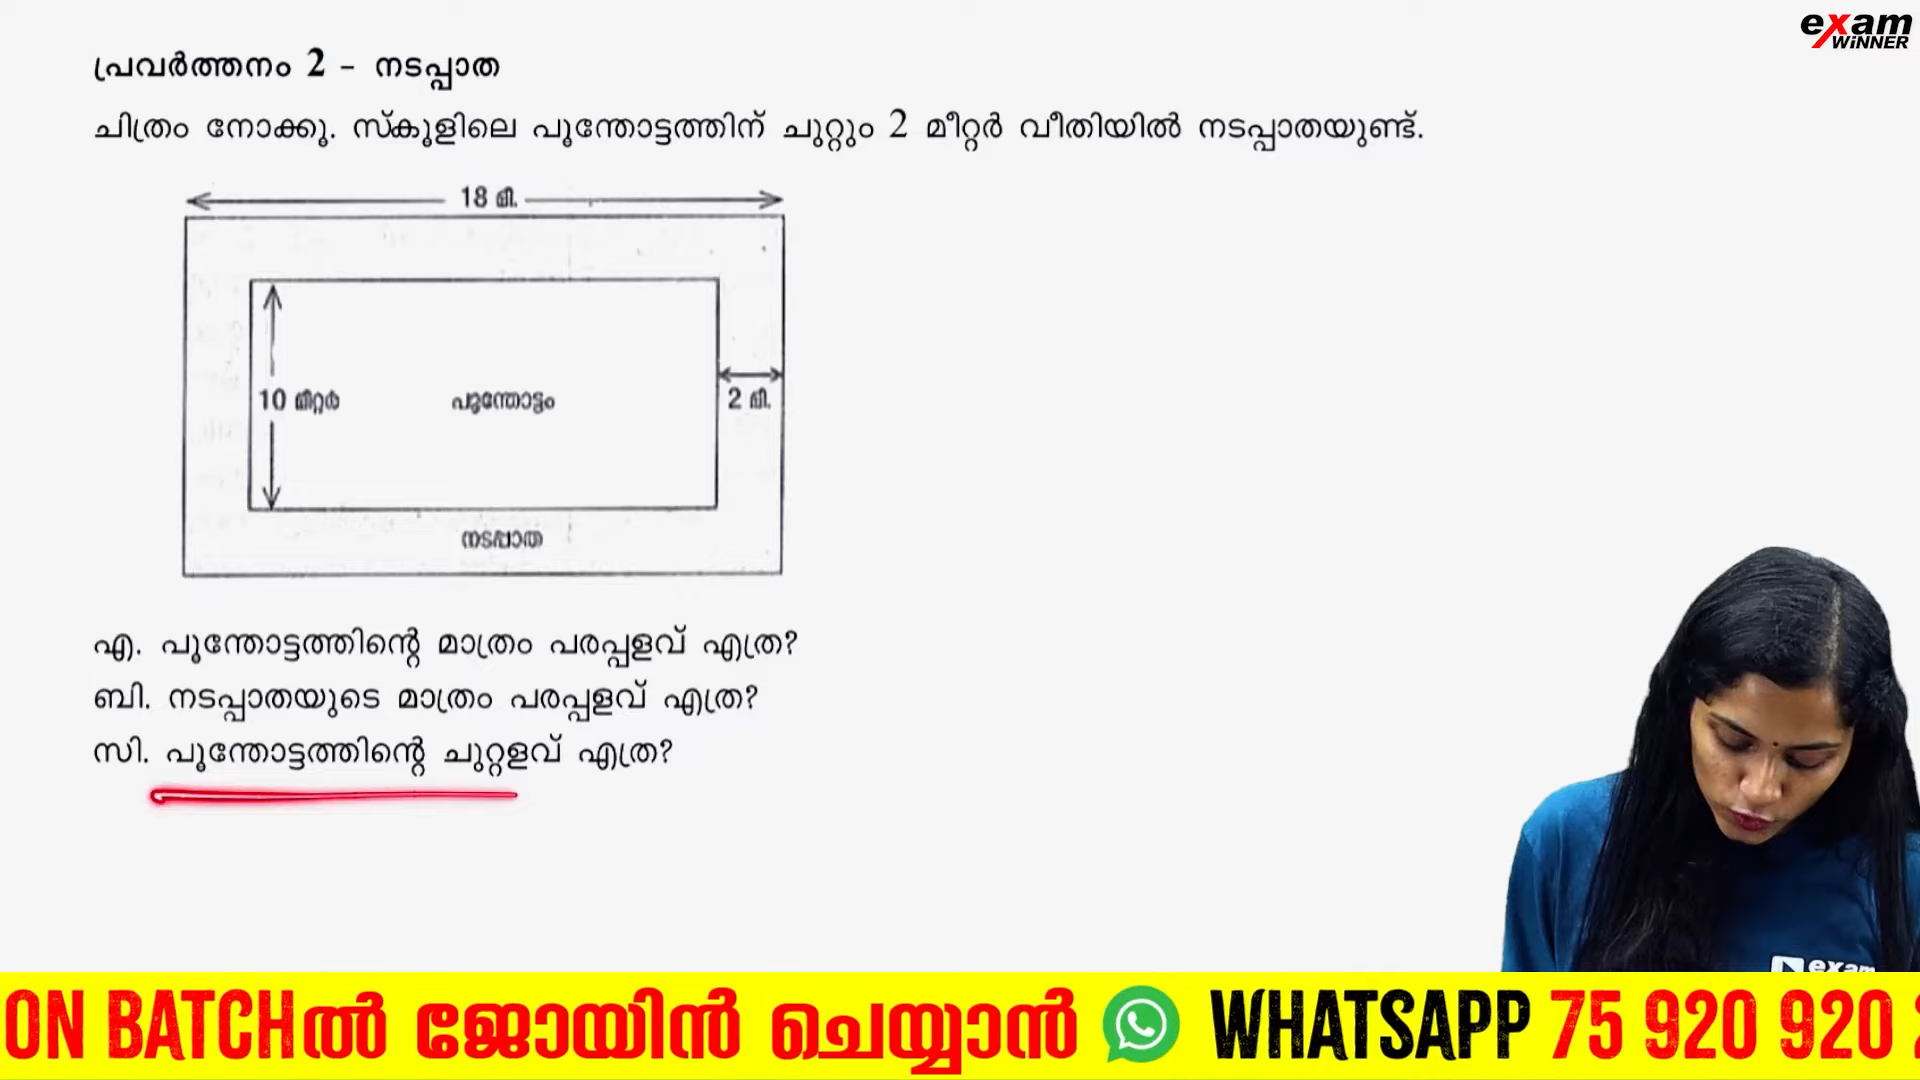 exam
WINNER
പ്രവർത്തനം 2 – നടപ്പാത
ചിത്രം നോക്കൂ. സ്കൂളിലെ പൂന്തോട്ടത്തിന് ചുറ്റും 2 മീറ്റർ വീതിയിൽ നടപ്പാതയുണ്ട്.
18 മീ.
10 മീറ്റർ പൂന്തോട്ടം 2 മീ.
നടപ്പാത
എ. പൂന്തോട്ടത്തിന്റെ മാത്രം പരപ്പളവ് എത്ര?
ബി. നടപ്പാതയുടെ മാത്രം പരപ്പളവ് എത്ര?
സി. പൂന്തോട്ടത്തിന്റെ ചുറ്റളവ് എത്ര?
exam
ON BATCHൽ ജോയിൻ ചെയ്യാൻ WHATSAPP 75 920 920